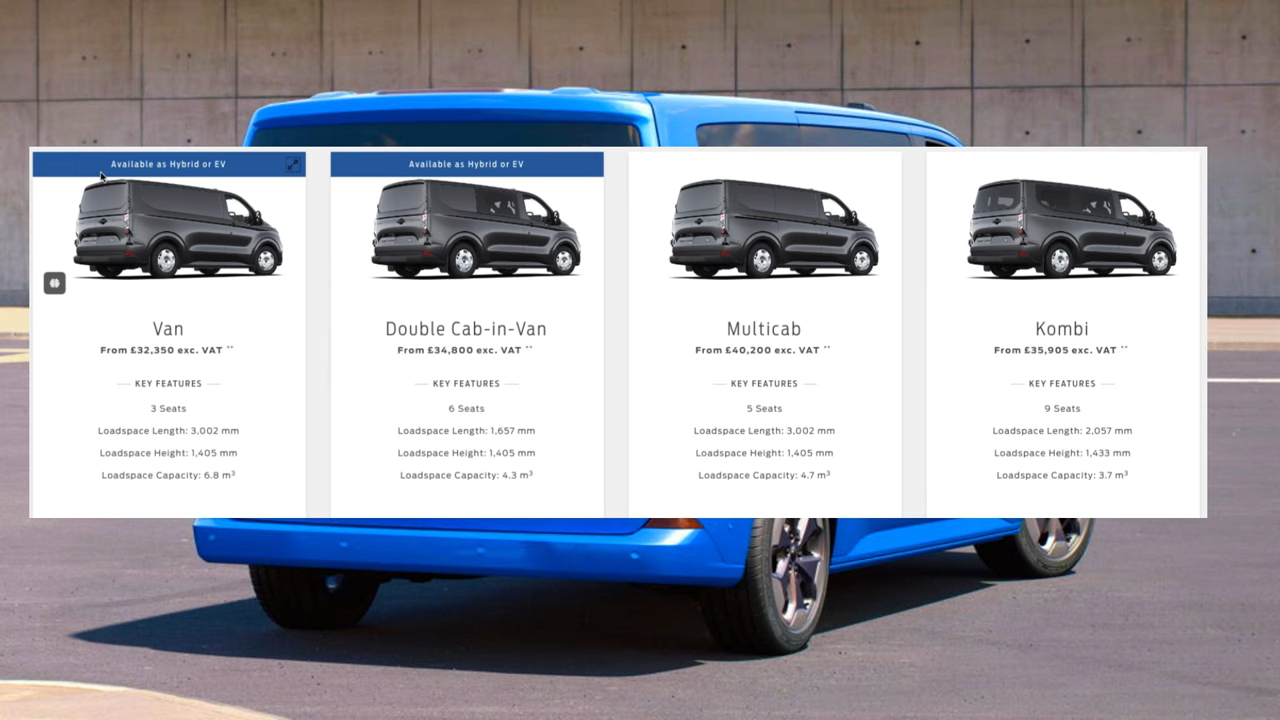 Available as Hybrid or EV
Van
From £32,350 exc. VAT **
KEY FEATURES
3 Seats
Loadspace Length: 3,002 mm
Loadspace Height: 1,405 mm
Loadspace Capacity: 6.8 m³
Available as Hybrid or EV
Double Cab-in-Van
From £34,800 exc. VAT **
KEY FEATURES
6 Seats
Loadspace Length: 1,657 mm
Loadspace Height: 1,405 mm
Loadspace Capacity: 4.3 m³
Multicab
From £40,200 exc. VAT **
KEY FEATURES
5 Seats
Loadspace Length: 3,002 mm
Loadspace Height: 1,405 mm
Loadspace Capacity: 4.7 m³
Kombi
From £35,905 exc. VAT **
KEY FEATURES
9 Seats
Loadspace Length: 2,057 mm
Loadspace Height: 1,433 mm
Loadspace Capacity: 3.7 m³